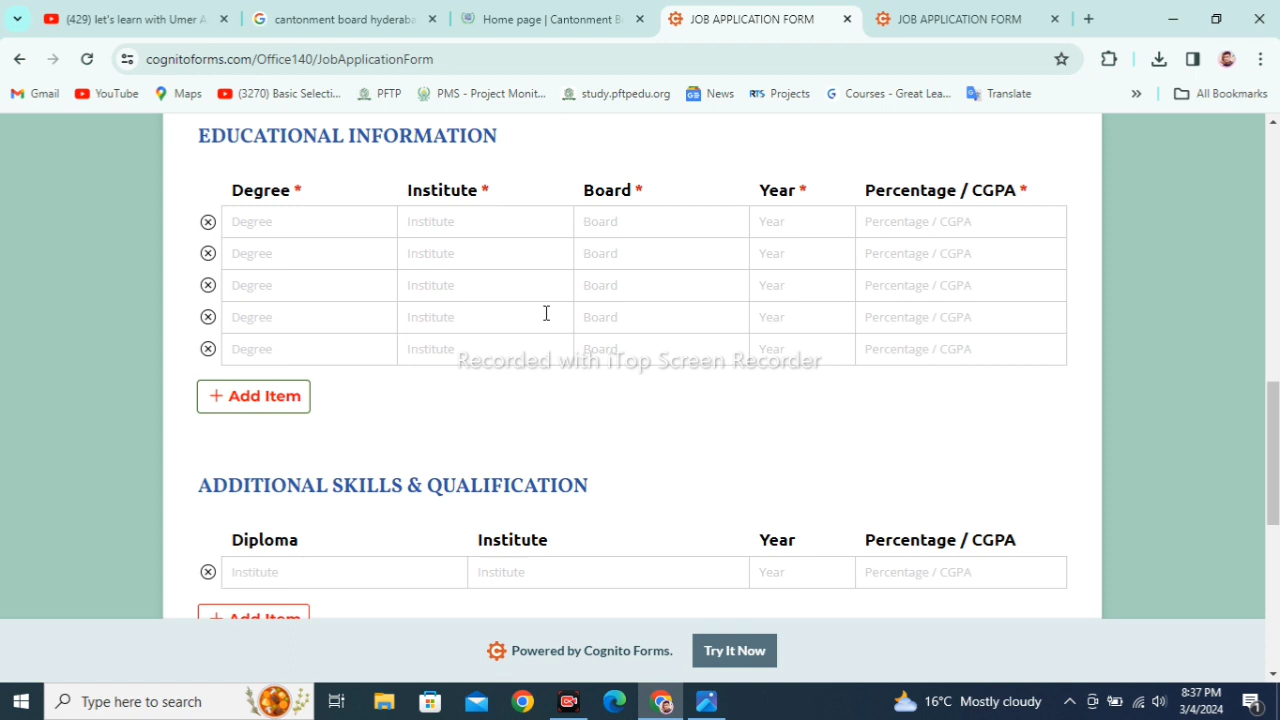 (429) let's learn with Umer A
cantonment board hyderaba
Home page | Cantonment B
JOB APPLICATION FORM
JOB APPLICATION FORM
cognitoforms.com/Office140/JobApplicationForm
Gmail YouTube Maps (3270) Basic Selecti... PFTP PMS - Project Monit... study.pftpedu.org News RTS Projects Courses - Great Lea... Translate » All Bookmarks
EDUCATIONAL INFORMATION
Degree * Institute * Board * Year * Percentage / CGPA *
Degree Institute Board Year Percentage / CGPA
Degree Institute Board Year Percentage / CGPA
Degree Institute Board Year Percentage / CGPA
Degree Institute Board Year Percentage / CGPA
Degree Institute Board Year Percentage / CGPA
Recorded with iTop Screen Recorder
+ Add Item
ADDITIONAL SKILLS & QUALIFICATION
Diploma Institute Year Percentage / CGPA
Institute Institute Year Percentage / CGPA
+ Add Item
Powered by Cognito Forms. Try It Now
Type here to search
16°C Mostly cloudy
8:37 PM
3/4/2024
1